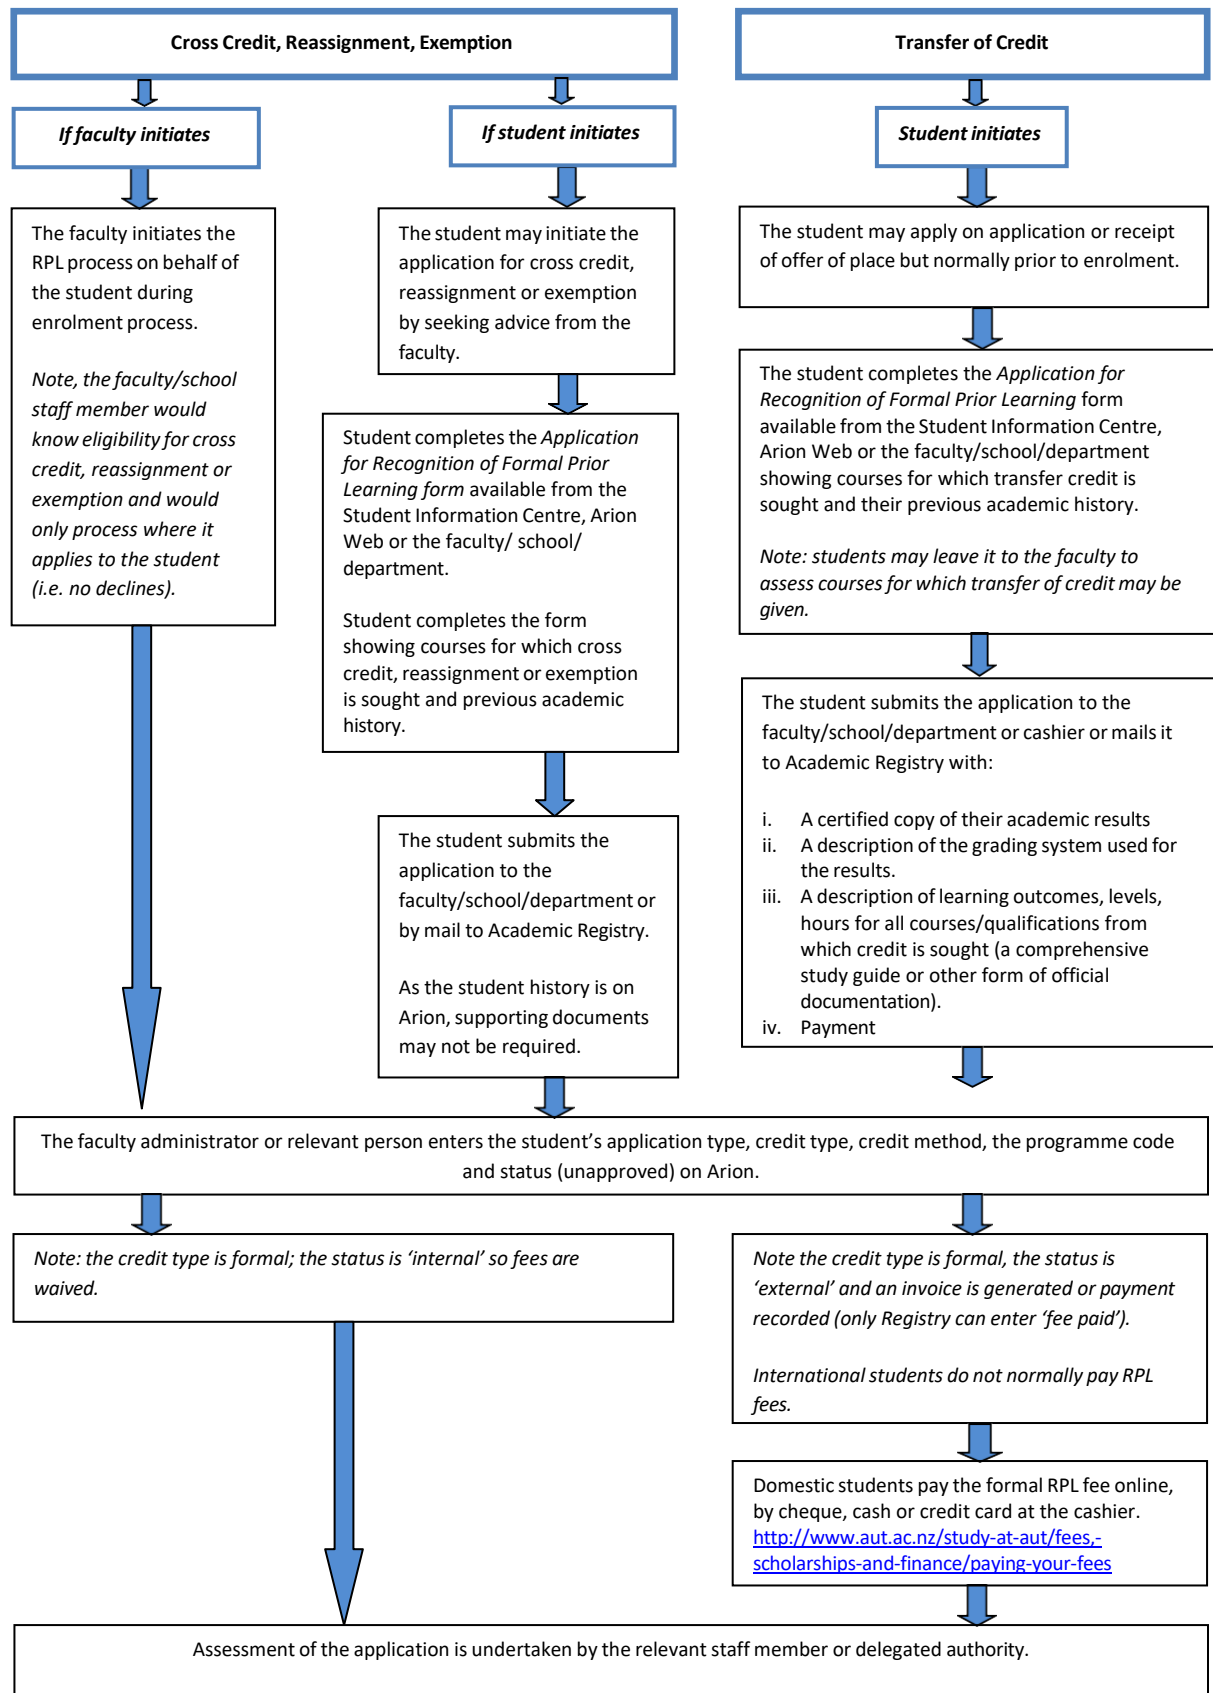 Cross Credit, Reassignment, Exemption
Transfer of Credit
If faculty initiates
If student initiates
Student initiates
The faculty initiates the
RPL process on behalf of
the student during
enrolment process.
Note, the faculty/school
staff member would
know eligibility for cross
credit, reassignment or
exemption and would
only process where it
applies to the student
(i.e. no declines).
The student may initiate the
application for cross credit,
reassignment or exemption
by seeking advice from the
faculty.
Student completes the Application
for Recognition of Formal Prior
Learning form available from the
Student Information Centre, Arion
Web or the faculty/ school/
department.
Student completes the form
showing courses for which cross
credit, reassignment or exemption
is sought and previous academic
history.
The student submits the
application to the
faculty/school/department or
by mail to Academic Registry.
As the student history is on
Arion, supporting documents
may not be required.
The student may apply on application or receipt
of offer of place but normally prior to enrolment.
The student completes the Application for
Recognition of Formal Prior Learning form
available from the Student Information Centre,
Arion Web or the faculty/school/department
showing courses for which transfer credit is
sought and their previous academic history.
Note: students may leave it to the faculty to
assess courses for which transfer of credit may be
given.
The student submits the application to the
faculty/school/department or cashier or mails it
to Academic Registry with:
i. A certified copy of their academic results
ii. A description of the grading system used for
the results.
iii. A description of learning outcomes, levels,
hours for all courses/qualifications from
which credit is sought (a comprehensive
study guide or other form of official
documentation).
iv. Payment
The faculty administrator or relevant person enters the student’s application type, credit type, credit method, the programme code
and status (unapproved) on Arion.
Note: the credit type is formal; the status is ‘internal’ so fees are
waived.
Note the credit type is formal, the status is
‘external’ and an invoice is generated or payment
recorded (only Registry can enter ‘fee paid’).
International students do not normally pay RPL
fees.
Domestic students pay the formal RPL fee online,
by cheque, cash or credit card at the cashier.
http://www.aut.ac.nz/study-at-aut/fees,-
scholarships-and-finance/paying-your-fees
Assessment of the application is undertaken by the relevant staff member or delegated authority.